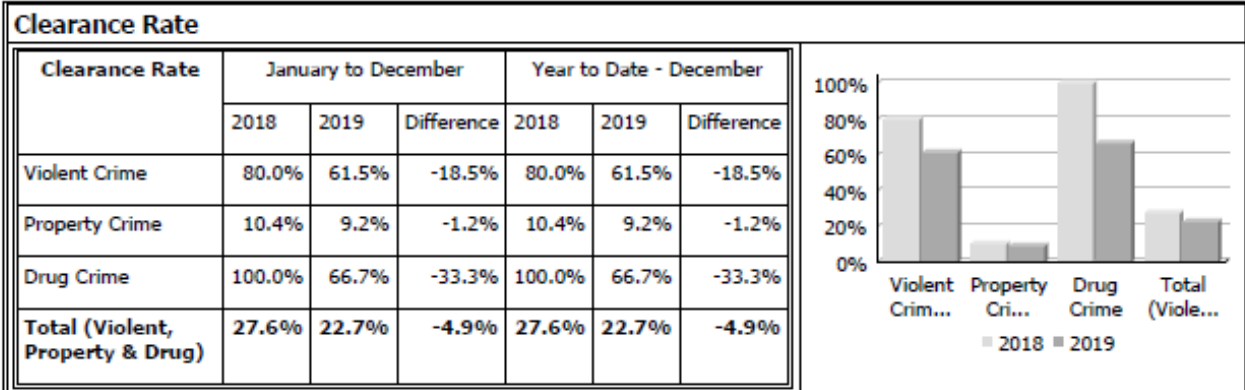 Clearance Rate
Clearance Rate January to December Year to Date - December
2018 2019 Difference 2018 2019 Difference
Violent Crime 80.0% 61.5% -18.5% 80.0% 61.5% -18.5%
Property Crime 10.4% 9.2% -1.2% 10.4% 9.2% -1.2%
Drug Crime 100.0% 66.7% -33.3% 100.0% 66.7% -33.3%
Total (Violent,
Property & Drug) 27.6% 22.7% -4.9% 27.6% 22.7% -4.9%
100%
80%
60%
40%
20%
0%
Violent Property Drug Total
Crim... Cri... Crime (Viole...
2018 2019